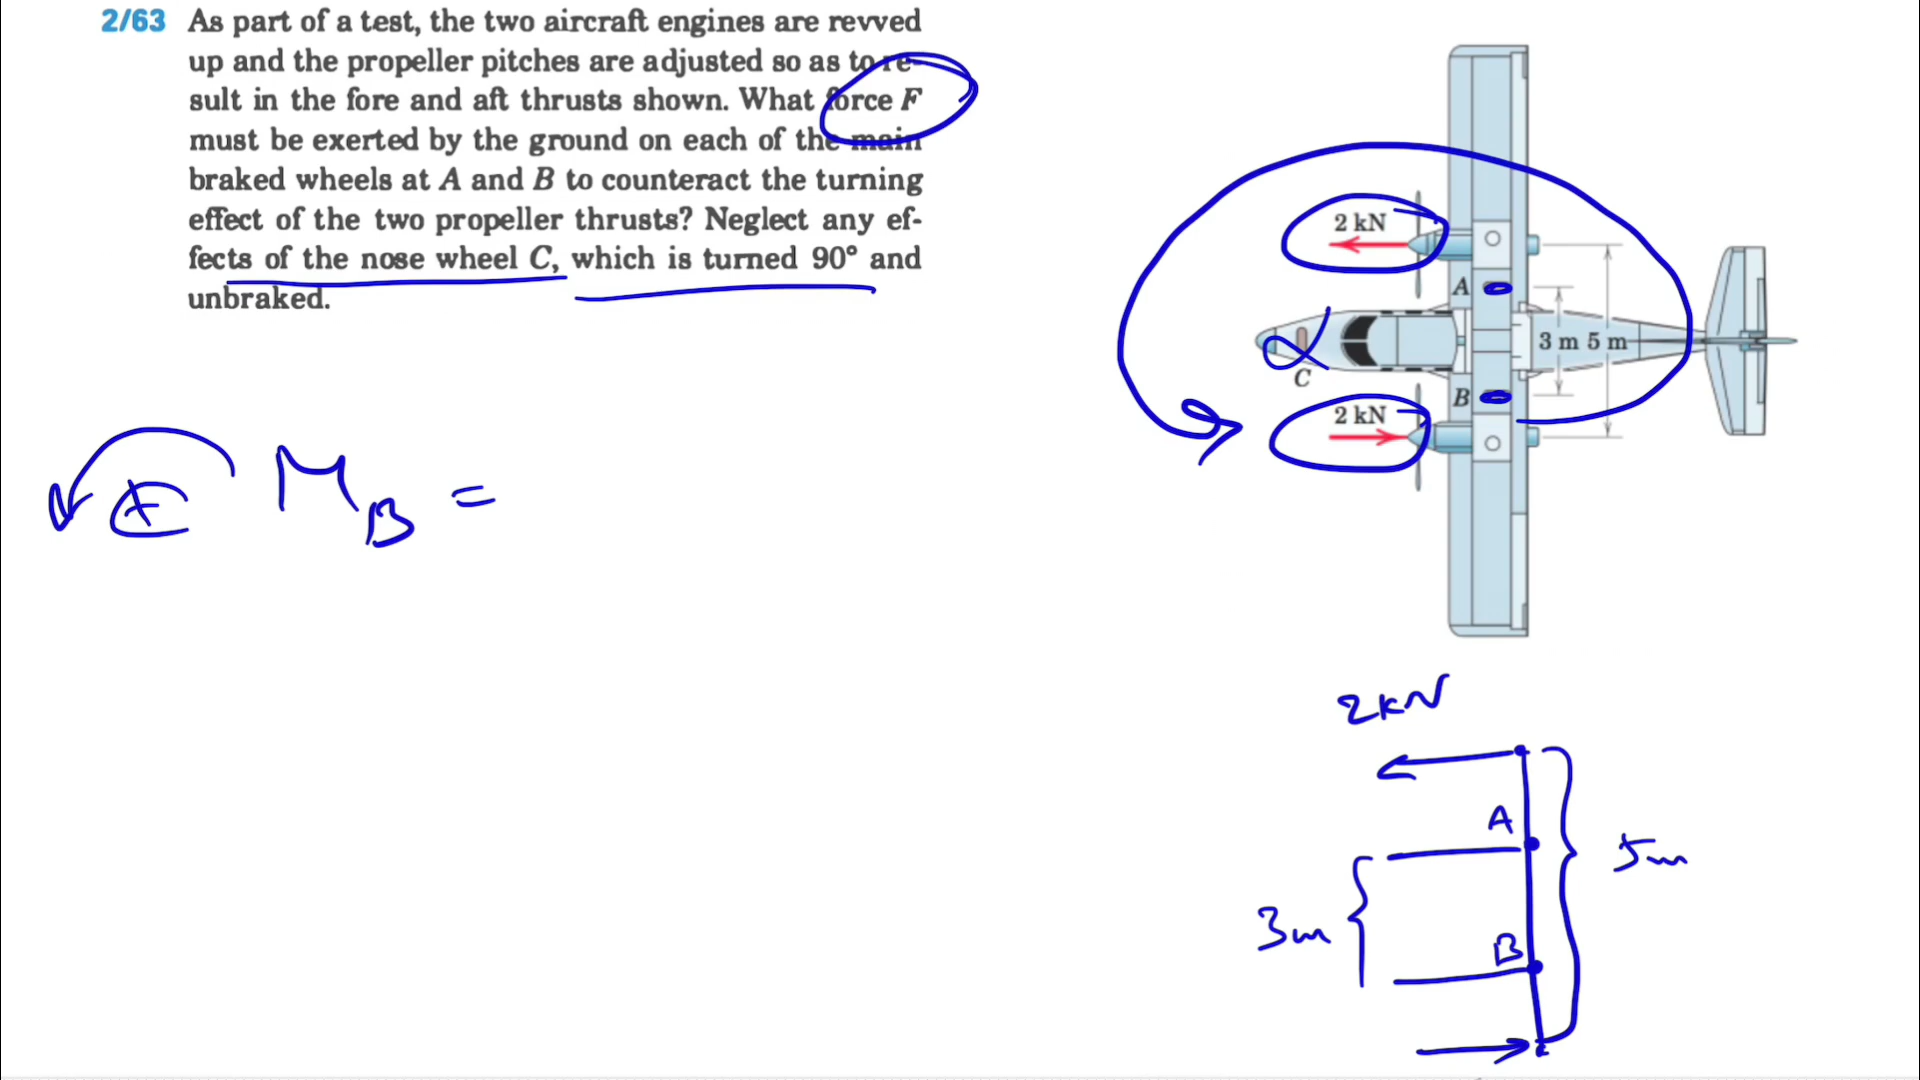 2/63 As part of a test, the two aircraft engines are revved
up and the propeller pitches are adjusted so as to re-
sult in the fore and aft thrusts shown. What force F
must be exerted by the ground on each of the main
braked wheels at A and B to counteract the turning
effect of the two propeller thrusts? Neglect any ef-
fects of the nose wheel C, which is turned 90° and
unbraked.
2 kN
A
3 m 5 m
C
B
2 kN
+ M_B =
2kN
A
5m
3m
B